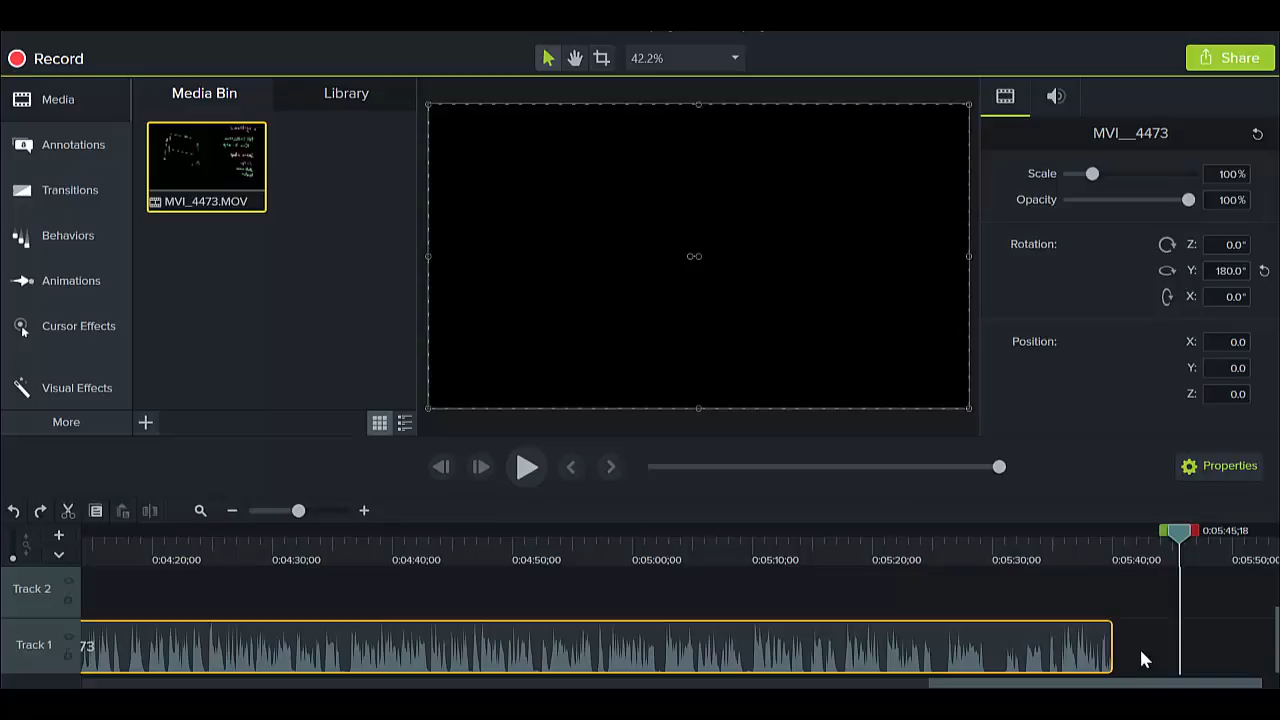 Record
42.2%
Share
Media
Annotations
Transitions
Behaviors
Animations
Cursor Effects
Visual Effects
More
Media Bin
Library
MVI_4473.MOV
MVI__4473
Scale
100%
Opacity
100%
Rotation:
Z:
0.0°
Y:
180.0°
X:
0.0°
Position:
X:
0.0
Y:
0.0
Z:
0.0
Properties
0:05:45;18
0:04:20;00
0:04:30;00
0:04:40;00
0:04:50;00
0:05:00;00
0:05:10;00
0:05:20;00
0:05:30;00
0:05:40;00
0:05:50;00
Track 2
Track 1
73